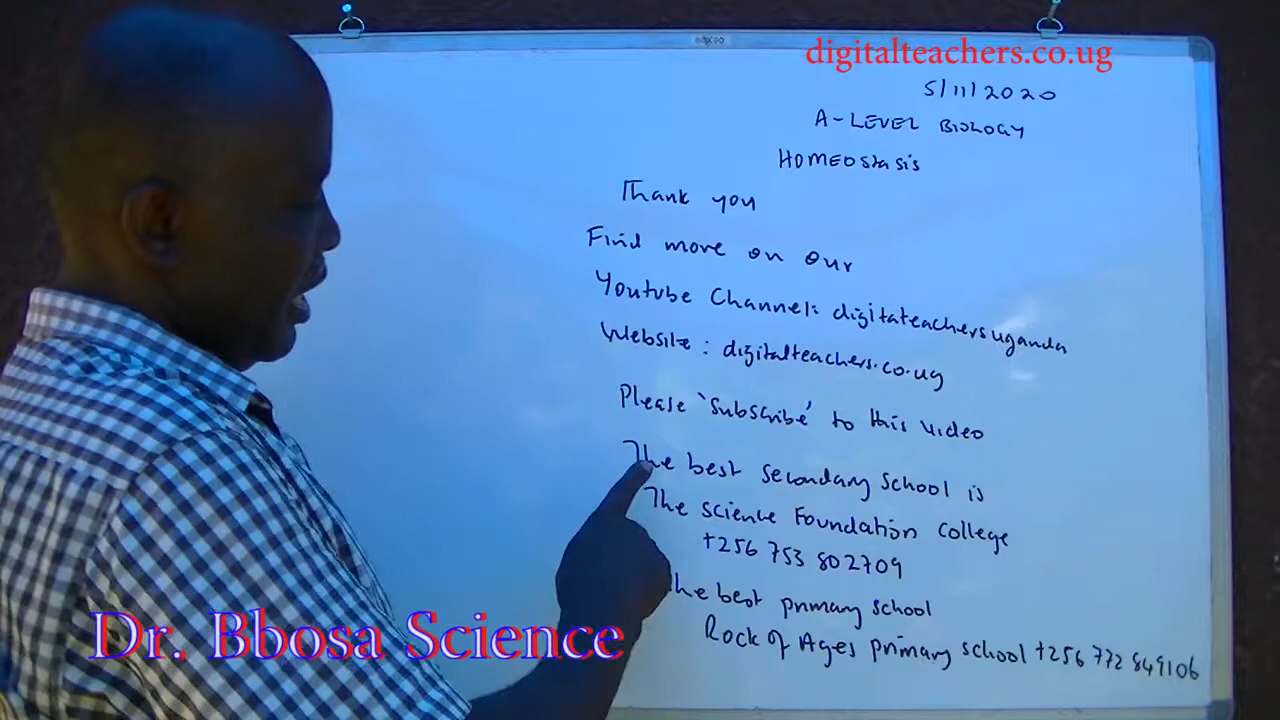 digitalteachers.co.ug
5/11/2020
A-LEVEL BIOLOGY
HOMEOstasis
Thank you
Find more on our
Youtube Channel: digitateachersuganda
Website : digitalteachers.co.ug
Please 'Subscribe' to this video
The best secondary school is
The science Foundation college
+256 753 802709
The best primary school
Rock of Ages primary school +256 772 849106
Dr. Bbosa Science